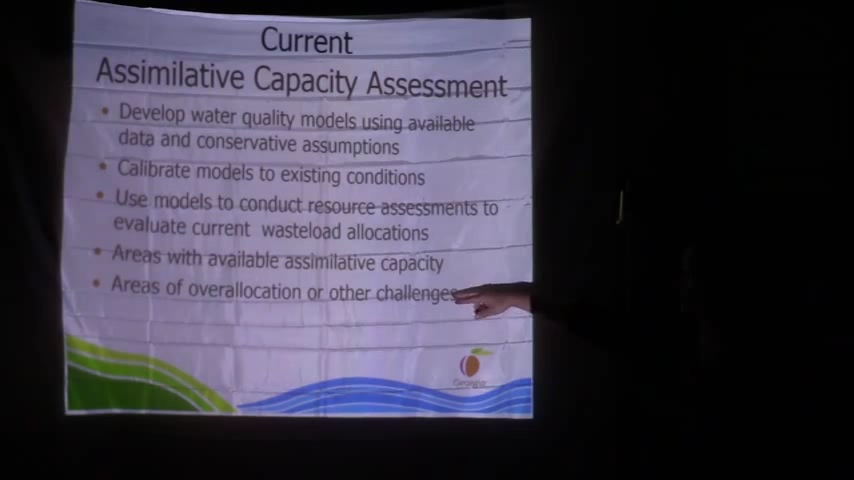 Current
Assimilative Capacity Assessment
• Develop water quality models using available
data and conservative assumptions
• Calibrate models to existing conditions
• Use models to conduct resource assessments to
evaluate current wasteload allocations
• Areas with available assimilative capacity
• Areas of overallocation or other challenges
Georgia